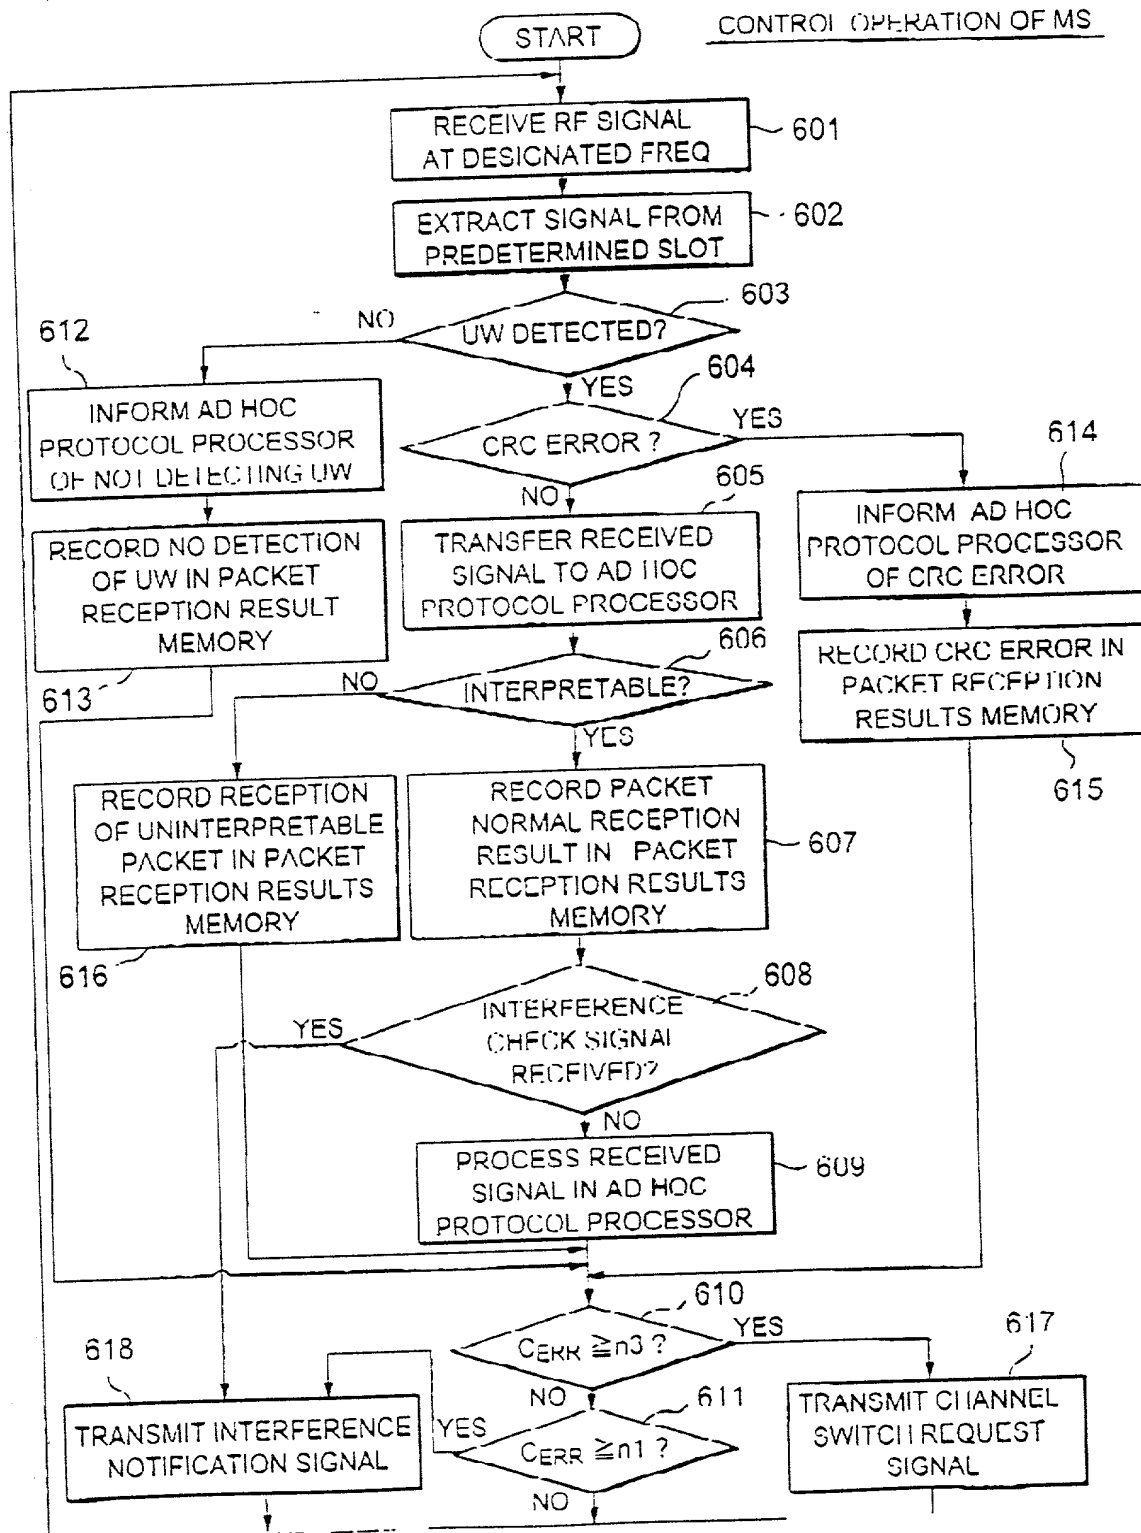 CONTROL OPERATION OF MS
START
RECEIVE RF SIGNAL
AT DESIGNATED FREQ
601
EXTRACT SIGNAL FROM
PREDETERMINED SLOT
602
UW DETECTED?
603
NO
YES
612
INFORM AD HOC
PROTOCOL PROCESSOR
OF NOT DETECTING UW
CRC ERROR ?
604
YES
NO
614
INFORM AD HOC
PROTOCOL PROCESSOR
OF CRC ERROR
605
TRANSFER RECEIVED
SIGNAL TO AD HOC
PROTOCOL PROCESSOR
RECORD NO DETECTION
OF UW IN PACKET
RECEPTION RESULT
MEMORY
613
606
INTERPRETABLE?
NO
YES
RECORD CRC ERROR IN
PACKET RECEPTION
RESULTS MEMORY
615
RECORD RECEPTION
OF UNINTERPRETABLE
PACKET IN PACKET
RECEPTION RESULTS
MEMORY
616
RECORD PACKET
NORMAL RECEPTION
RESULT IN PACKET
RECEPTION RESULTS
MEMORY
607
INTERFERENCE
CHECK SIGNAL
RECEIVED?
608
YES
NO
PROCESS RECEIVED
SIGNAL IN AD HOC
PROTOCOL PROCESSOR
609
610
CERR ≧n3 ?
YES
NO
617
TRANSMIT CHANNEL
SWITCH REQUEST
SIGNAL
611
CERR ≧n1 ?
YES
NO
618
TRANSMIT INTERFERENCE
NOTIFICATION SIGNAL